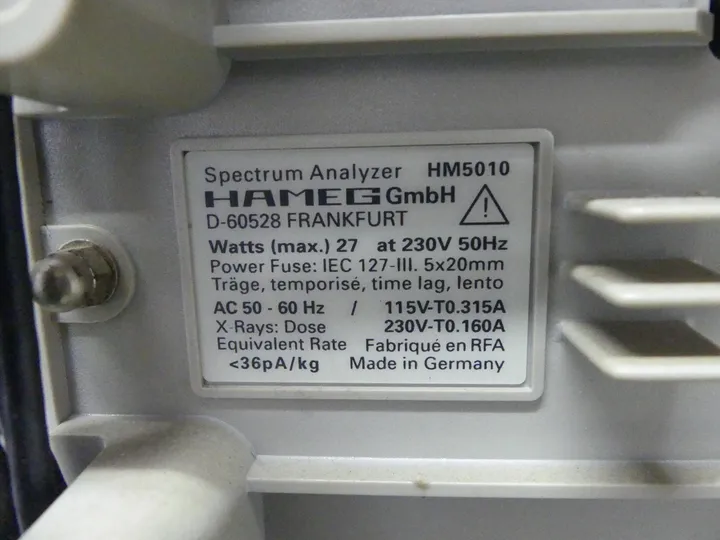 Spectrum Analyzer HM5010
HAMEG GmbH
D-60528 FRANKFURT
Watts (max.) 27 at 230V 50Hz
Power Fuse: IEC 127-III. 5x20mm
Träge, temporisé, time lag, lento
AC 50 - 60 Hz / 115V-T0.315A
X-Rays: Dose 230V-T0.160A
Equivalent Rate Fabriqué en RFA
<36pA/kg Made in Germany